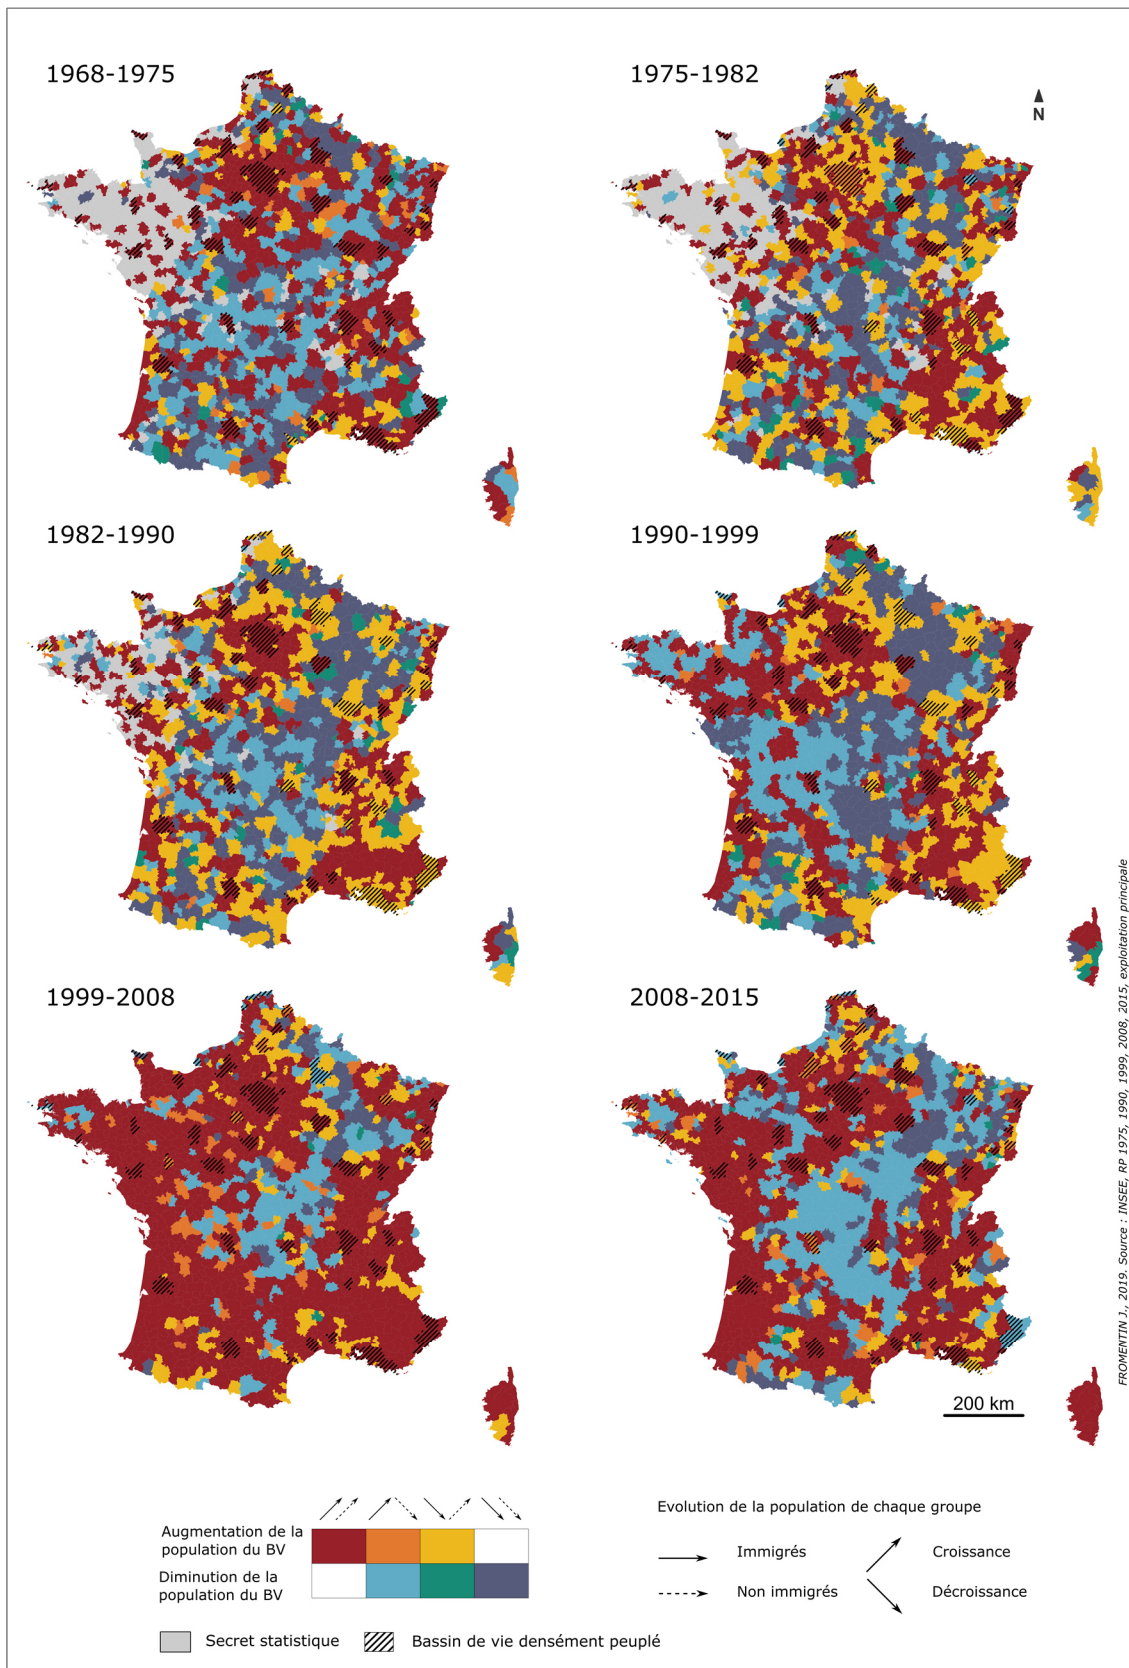 1968-1975
1975-1982
N
1982-1990
1990-1999
1999-2008
2008-2015
200 km
FROMENTIN J., 2019. Source : INSEE, RP 1975, 1990, 1999, 2008, 2015, exploitation principale
Augmentation de la
population du BV
Diminution de la
population du BV
Secret statistique
Bassin de vie densément peuplé
Evolution de la population de chaque groupe
Immigrés
Croissance
Non immigrés
Décroissance